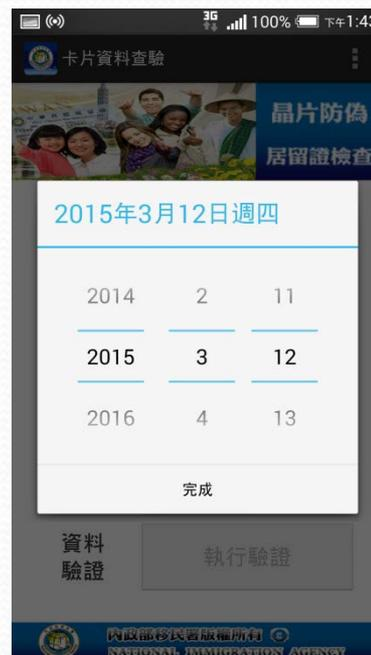 3G 100% 下午1:43
卡片資料查驗
晶片防偽
居留證檢查
2015年3月12日週四
2014 2 11
2015 3 12
2016 4 13
完成
資料
驗證
執行驗證
內政部移民署版權所有 ©
NATIONAL IMMIGRATION AGENCY